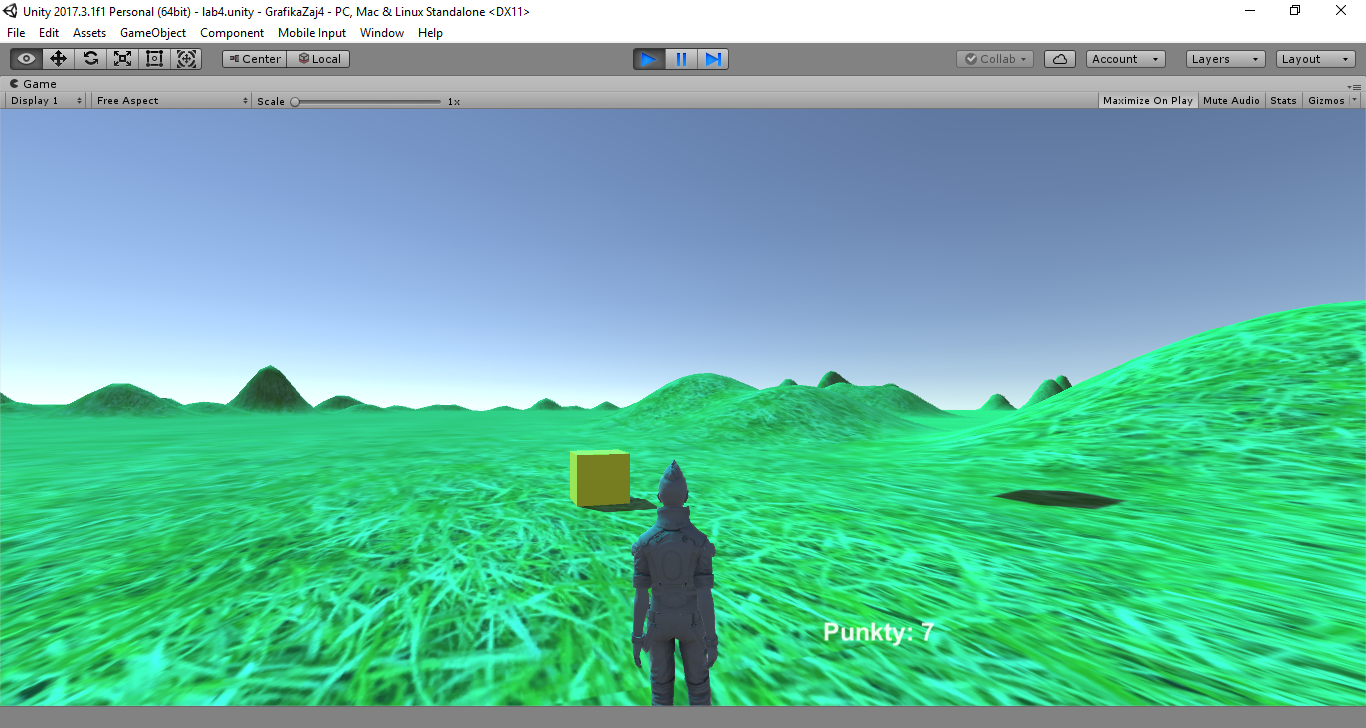 Unity 2017.3.1f1 Personal (64bit) - lab4.unity - GrafikaZaj4 - PC, Mac & Linux Standalone <DX11>
File Edit Assets GameObject Component Mobile Input Window Help
Center Local Collab Account Layers Layout
Game
Display 1 Free Aspect Scale 1x Maximize On Play Mute Audio Stats Gizmos
Punkty: 7